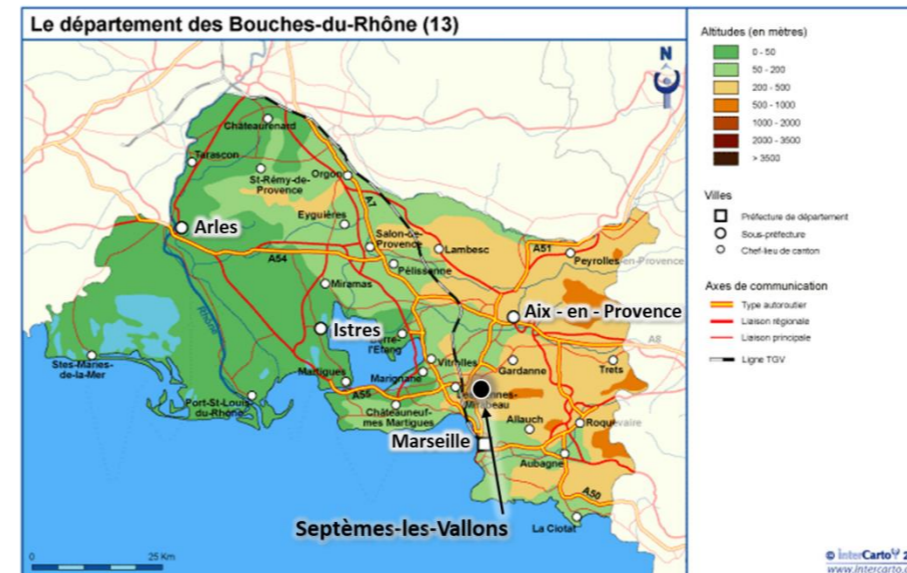 Le département des Bouches-du-Rhône (13)
Altitudes (en mètres)
0 - 50
50 - 200
200 - 500
500 - 1000
1000 - 2000
2000 - 3500
> 3500
Villes
Préfecture de département
Sous-préfecture
Chef-lieu de canton
Axes de communication
Type autoroutier
Liaison régionale
Liaison principale
Ligne TGV
N
Châteaurenard
Tarascon
St-Rémy-de-
Provence
Orgon
A7
Eyguières
Arles
Salon-de-
Provence
Lambesc
A51
Peyrolles-en-Provence
A54
Pélissanne
Miramas
Rhône
Istres
Berre-
l'Etang
Aix - en - Provence
A8
Stes-Maries-
de-la-Mer
Martigues
Marignane
Vitrolles
Gardanne
Trets
Port-St-Louis-
du-Rhône
A55
Châteauneuf-
mes Martigues
Mirabeau
Allauch
Roquevaire
Marseille
Aubagne
A50
Septèmes-les-Vallons
La Ciotat
0
25 Km
© InterCarto
www.intercarto.c